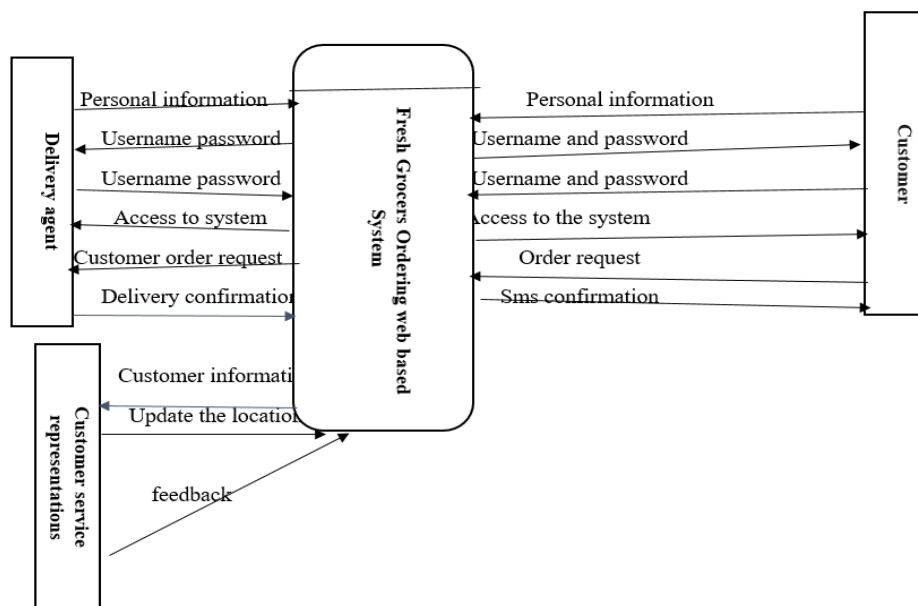 Delivery agent
Personal information
Username password
Username password
Access to system
Customer order request
Delivery confirmation
Customer service
representations
Customer informati
Update the location
feedback
Fresh Grocers Ordering web based
System
Personal information
Username and password
Username and password
Access to the system
Order request
Sms confirmation
Customer